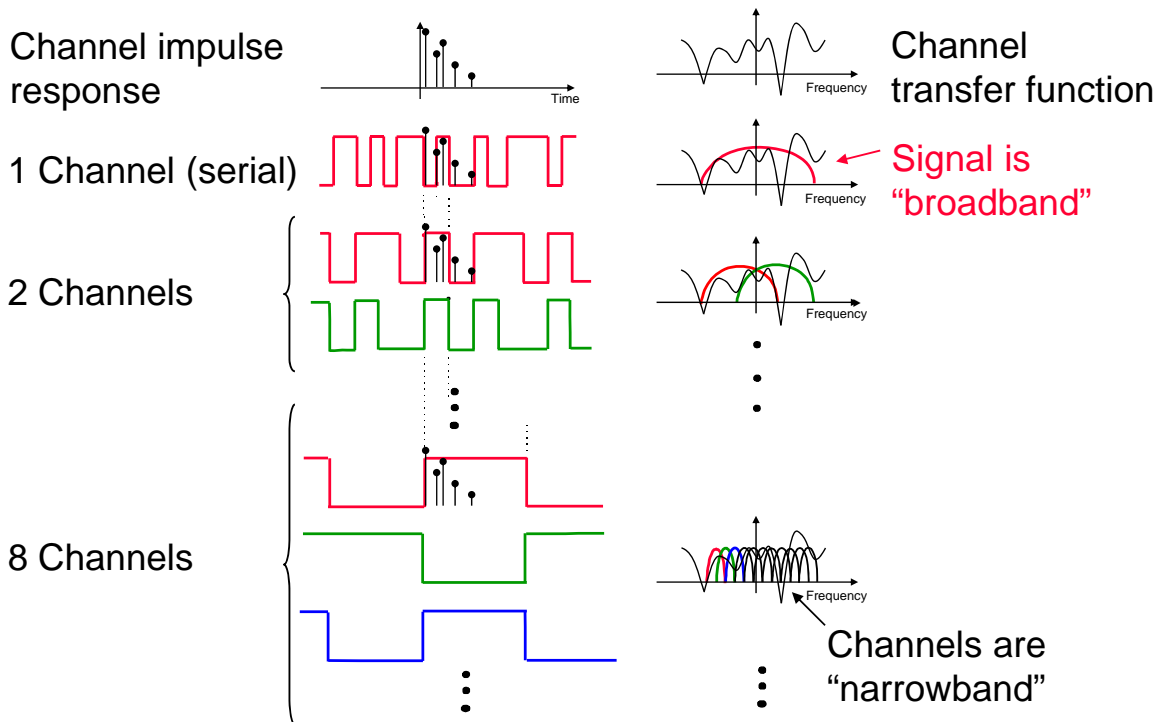 Channel impulse
response
Time
Frequency
Channel
transfer function
1 Channel (serial)
Frequency
Signal is
“broadband”
2 Channels
Frequency
8 Channels
Frequency
Channels are
“narrowband”